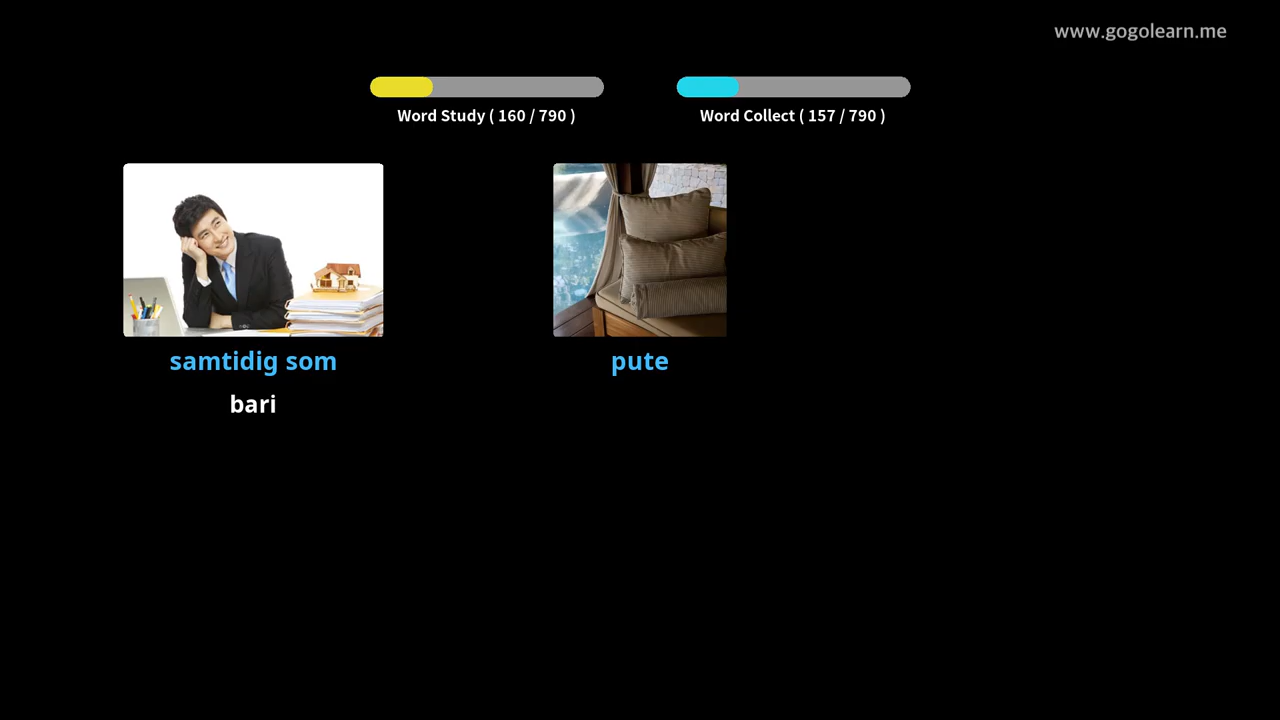 www.gogolearn.me
Word Study ( 160 / 790 )
Word Collect ( 157 / 790 )
samtidig som
pute
bari